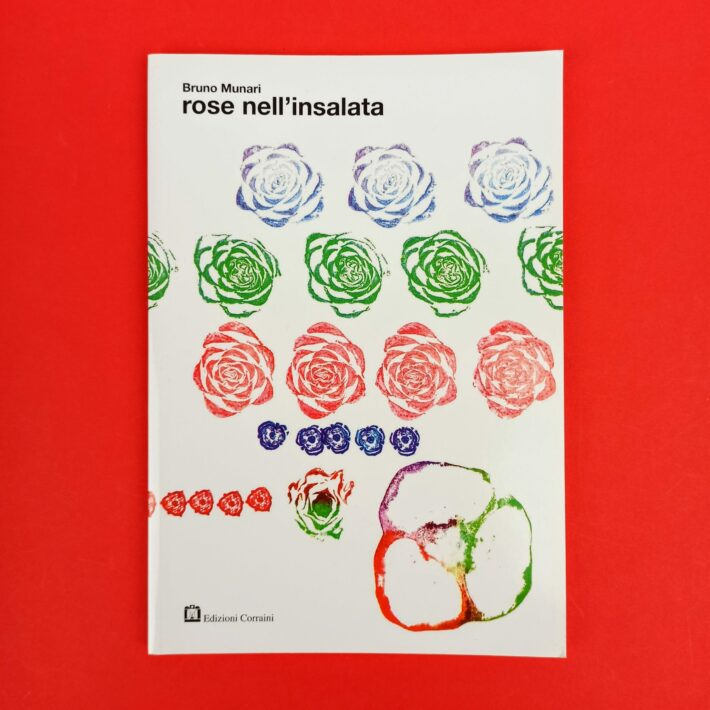 Bruno Munari
rose nell'insalata
Edizioni Corraini